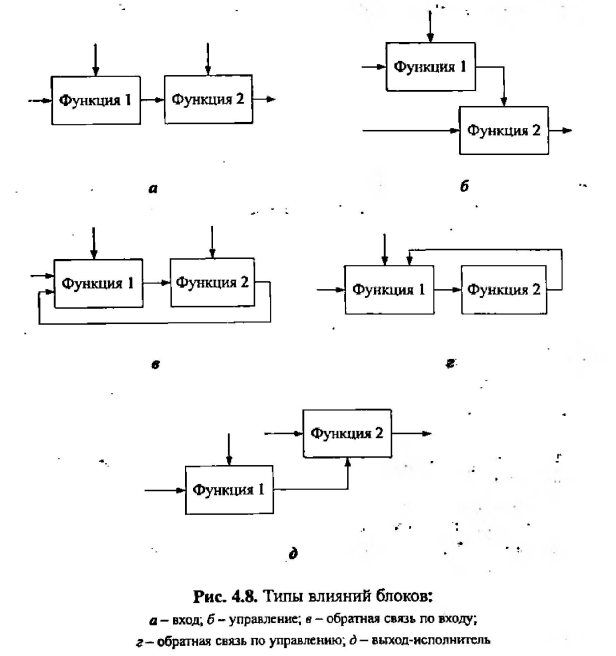 Функция 1
Функция 2
а
Функция 1
Функция 2
б
Функция 1
Функция 2
в
Функция 1
Функция 2
г
Функция 2
Функция 1
д
Рис. 4.8. Типы влияний блоков:
а – вход; б – управление; в – обратная связь по входу;
г – обратная связь по управлению; д – выход-исполнитель